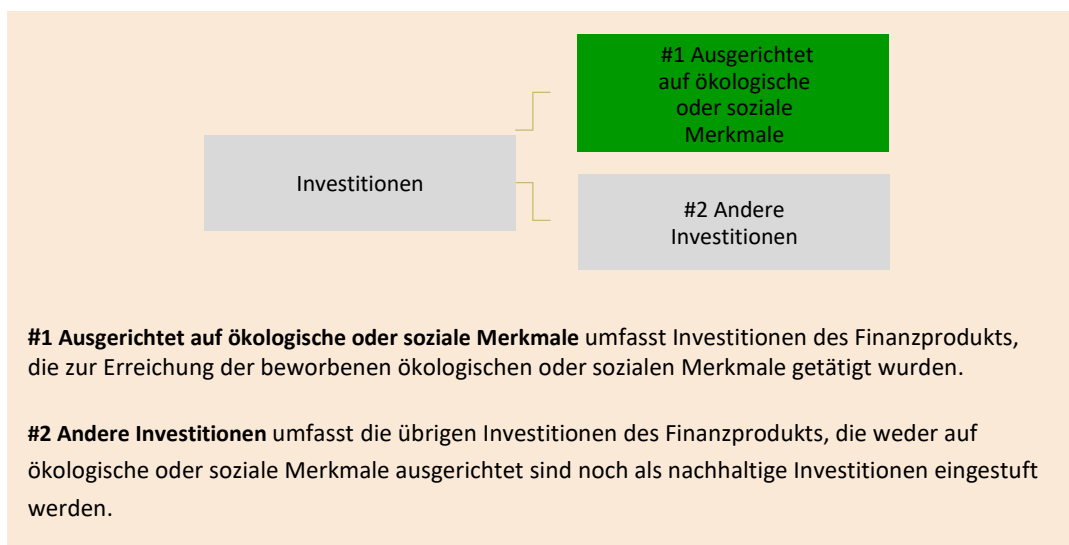 #1 Ausgerichtet
auf ökologische
oder soziale
Merkmale
Investitionen
#2 Andere
Investitionen
#1 Ausgerichtet auf ökologische oder soziale Merkmale umfasst Investitionen des Finanzprodukts,
die zur Erreichung der beworbenen ökologischen oder sozialen Merkmale getätigt wurden.
#2 Andere Investitionen umfasst die übrigen Investitionen des Finanzprodukts, die weder auf
ökologische oder soziale Merkmale ausgerichtet sind noch als nachhaltige Investitionen eingestuft
werden.